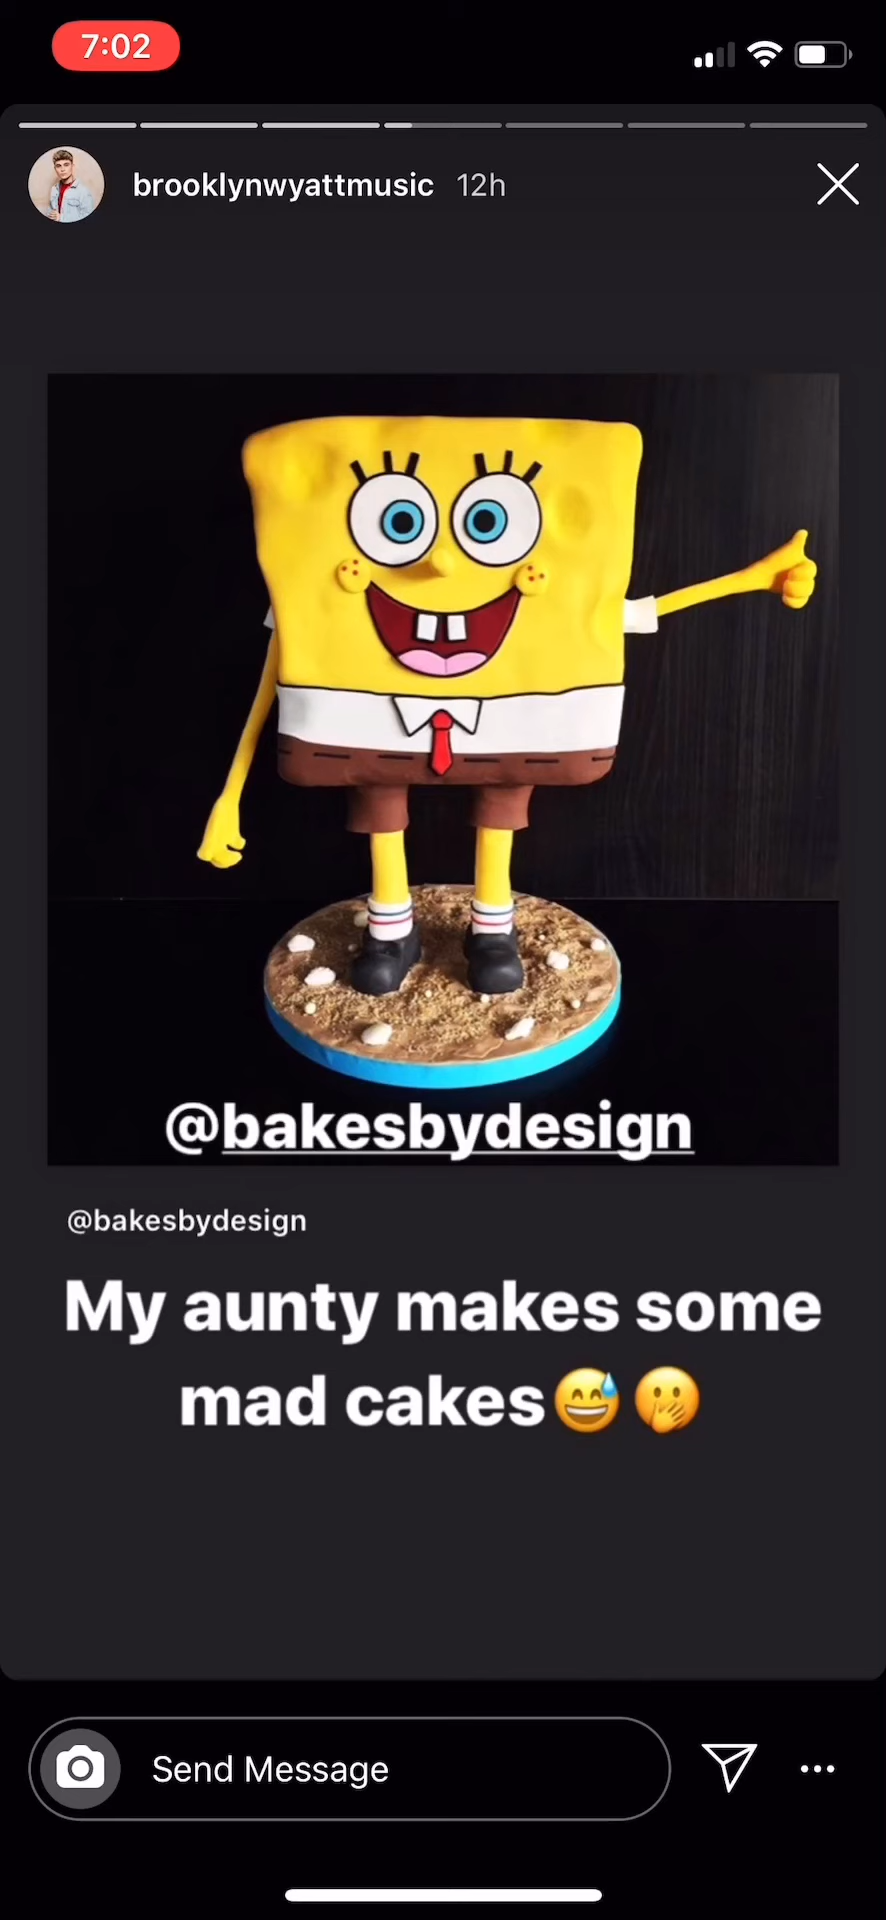 7:02
brooklynwyattmusic 12h
@bakesbydesign
@bakesbydesign
My aunty makes some
mad cakes😅🤭
Send Message